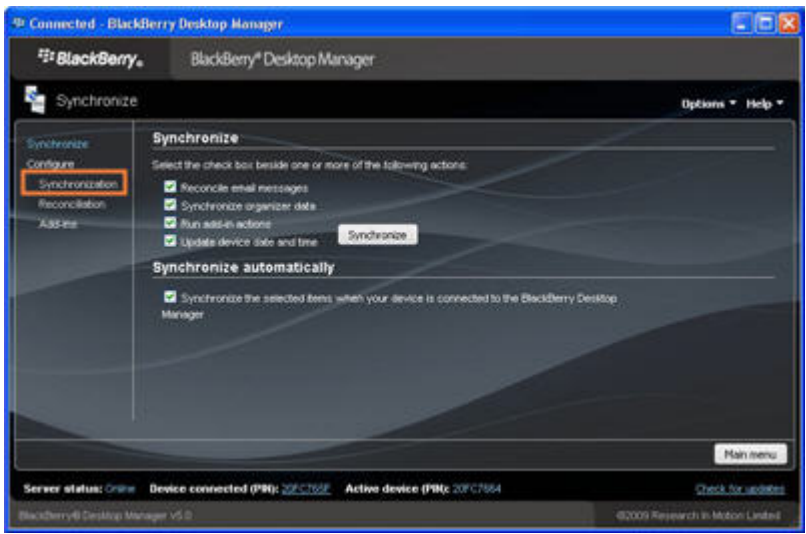 Connected - BlackBerry Desktop Manager
BlackBerry®
BlackBerry® Desktop Manager
Synchronize
Options Help
Synchronize
Configure
Synchronization
Reconciliation
Add-ins
Synchronize
Select the check box beside one or more of the following actions:
Reconcile email messages
Synchronize organizer data
Run add-in actions
Update device date and time
Synchronize
Synchronize automatically
Synchronize the selected items when your device is connected to the BlackBerry Desktop
Manager
Main menu
Server status: Online Device connected (PIN): Active device (PIN): 20FC7664 Check for updates
BlackBerry® Desktop Manager v5.0 ©2009 Research In Motion Limited